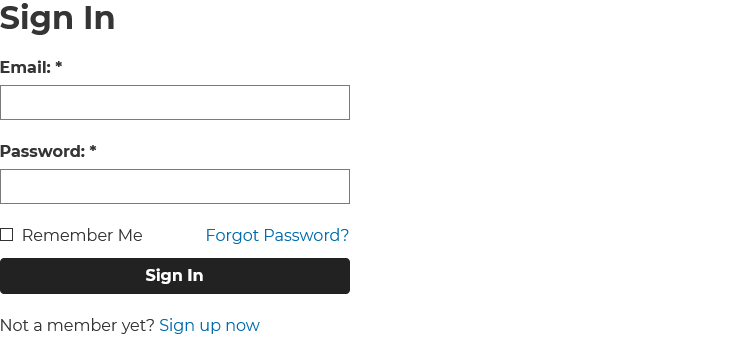 Sign In
Email: *
Password: *
Remember Me Forgot Password?
Sign In
Not a member yet? Sign up now